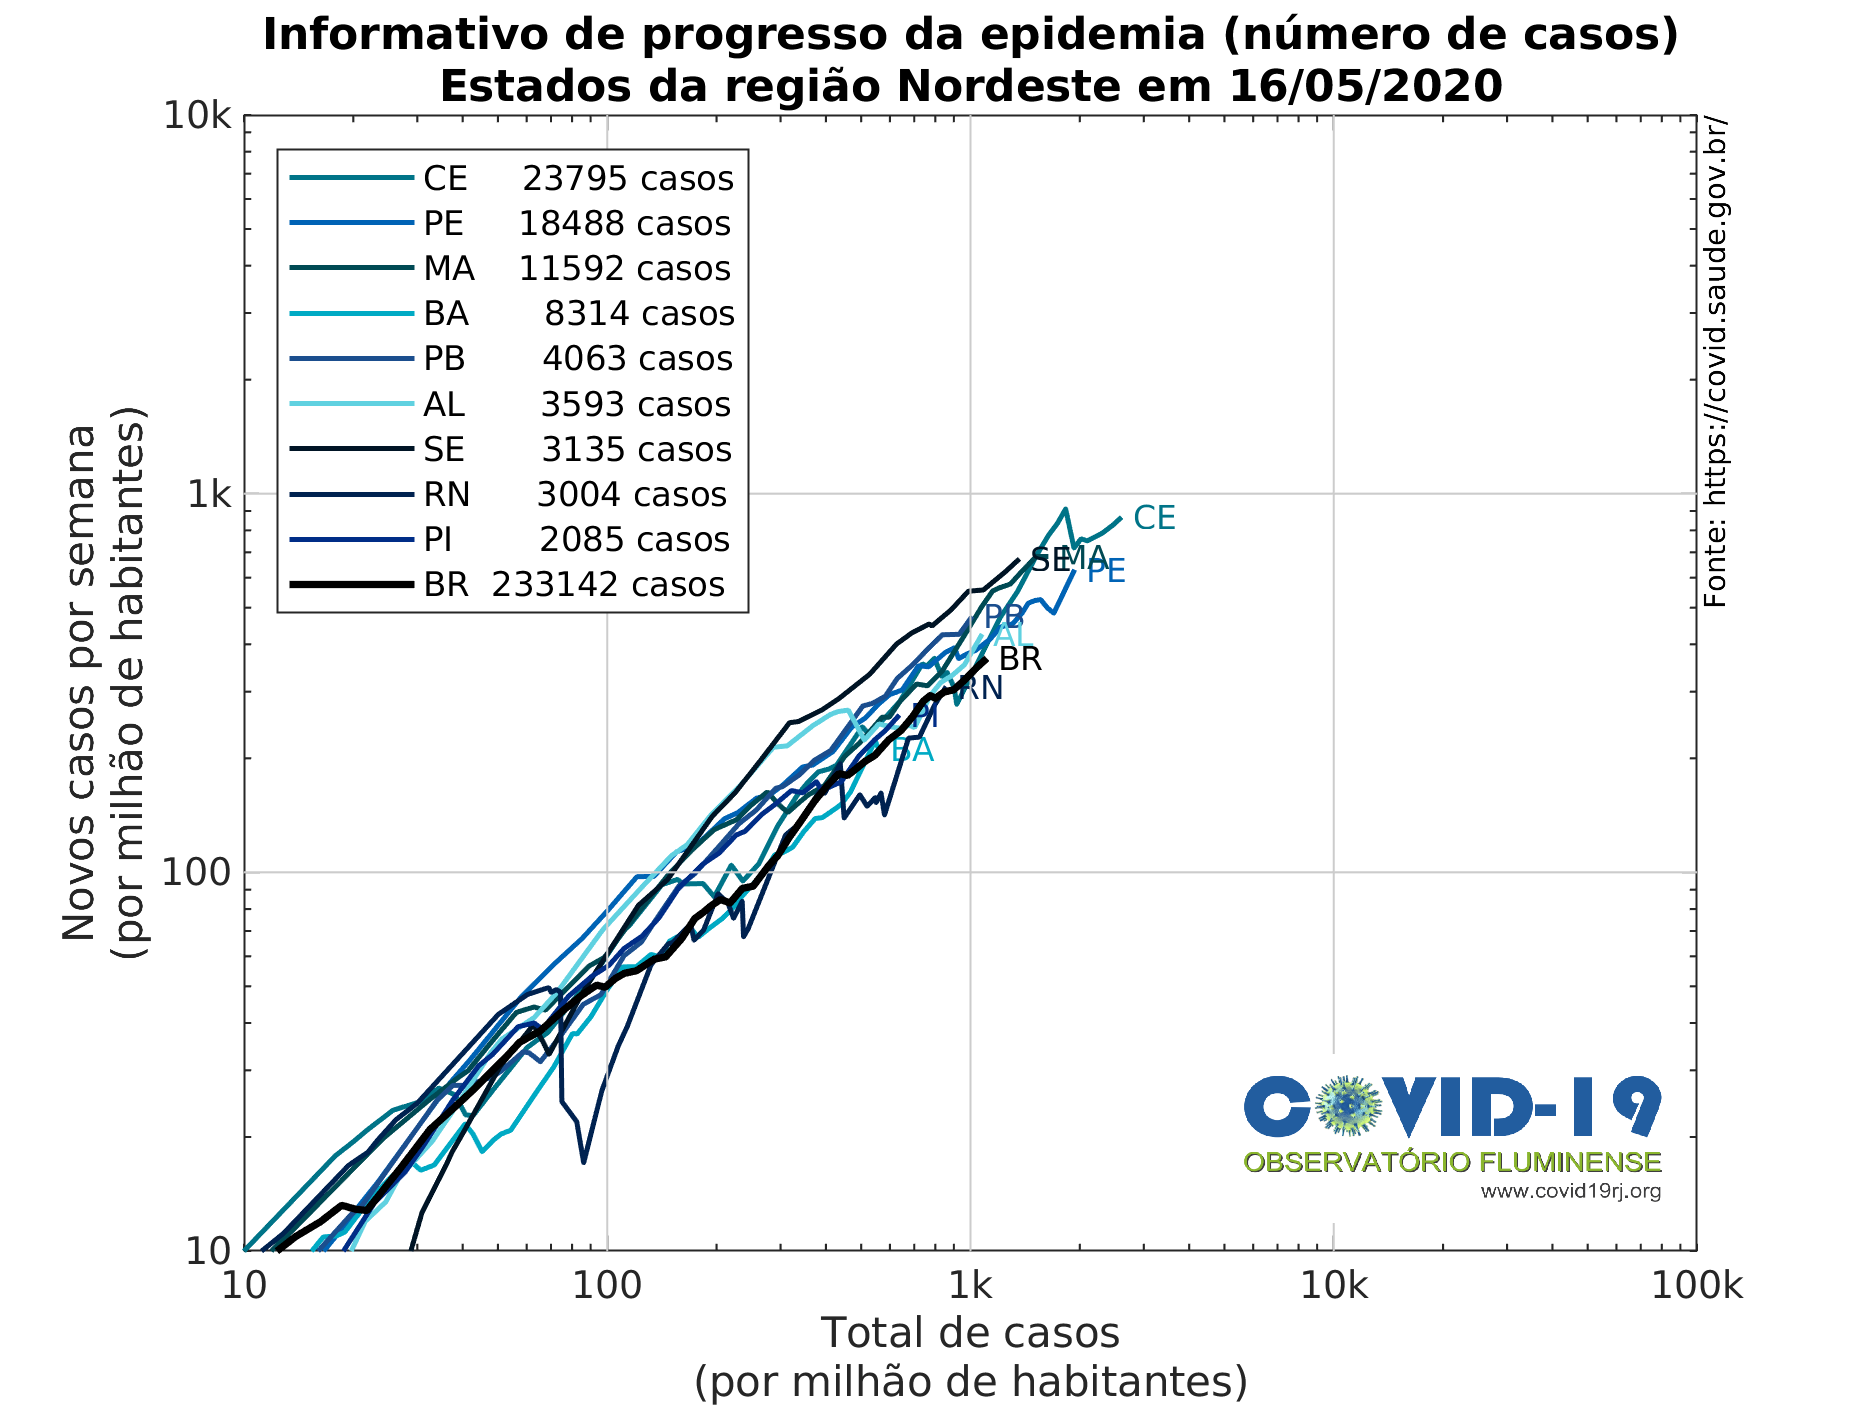 Informativo de progresso da epidemia (número de casos)
Estados da região Nordeste em 16/05/2020
10k
1k
100
10
Novos casos por semana
(por milhão de habitantes)
CE 23795 casos
PE 18488 casos
MA 11592 casos
BA 8314 casos
PB 4063 casos
AL 3593 casos
SE 3135 casos
RN 3004 casos
PI 2085 casos
BR 233142 casos
CE
SE
MA
PE
PB
AL
BR
RN
PI
BA
Fonte: https://covid.saude.gov.br/
COVID-19
OBSERVATÓRIO FLUMINENSE
www.covid19rj.org
10
100
1k
10k
100k
Total de casos
(por milhão de habitantes)